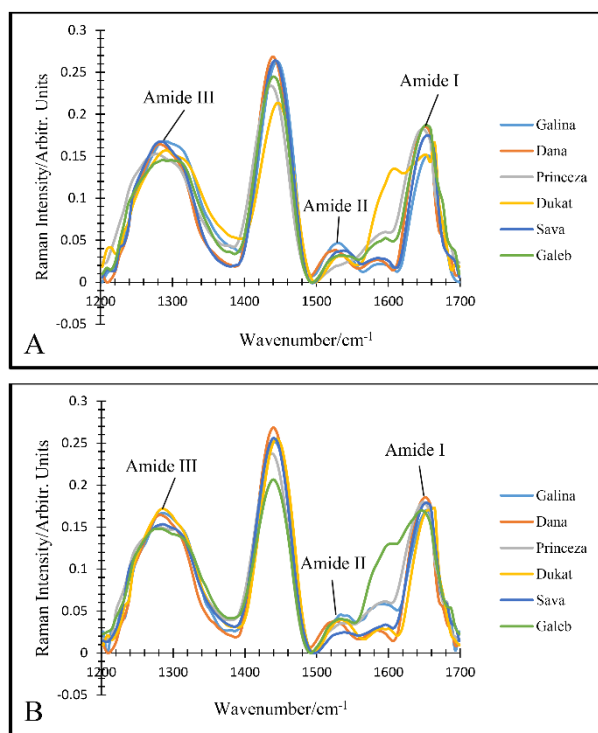 0.3
0.25
0.2
0.15
0.1
0.05
0
-0.05
Raman Intensity/Arbitr. Units
Amide III
Amide II
Amide I
1200 1300 1400 1500 1600 1700
Wavenumber/cm-1
Galina
Dana
Princeza
Dukat
Sava
Galeb
A
0.3
0.25
0.2
0.15
0.1
0.05
0
-0.05
Raman Intensity/Arbitr. Units
Amide III
Amide II
Amide I
1200 1300 1400 1500 1600 1700
Wavenumber/cm-1
Galina
Dana
Princeza
Dukat
Sava
Galeb
B